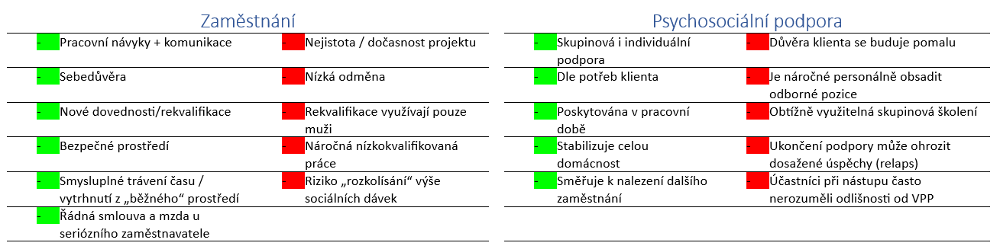 Zaměstnání
- Pracovní návyky + komunikace
- Nejistota / dočasnost projektu
- Sebedůvěra
- Nízká odměna
- Nové dovednosti/rekvalifikace
- Rekvalifikace využívají pouze
muži
- Bezpečné prostředí
- Náročná nízkokvalifikovaná
práce
- Smysluplné trávení času /
vytrhnutí z „běžného“ prostředí
- Riziko „rozkolísání“ výše
sociálních dávek
- Řádná smlouva a mzda u
seriózního zaměstnavatele
Psychosociální podpora
- Skupinová i individuální
podpora
- Důvěra klienta se buduje pomalu
- Dle potřeb klienta
- Je náročné personálně obsadit
odborné pozice
- Poskytována v pracovní
době
- Obtížně využitelná skupinová školení
- Stabilizuje celou
domácnost
- Ukončení podpory může ohrozit
dosažené úspěchy (relaps)
- Směřuje k nalezení dalšího
zaměstnání
- Účastníci při nástupu často
nerozuměli odlišnosti od VPP